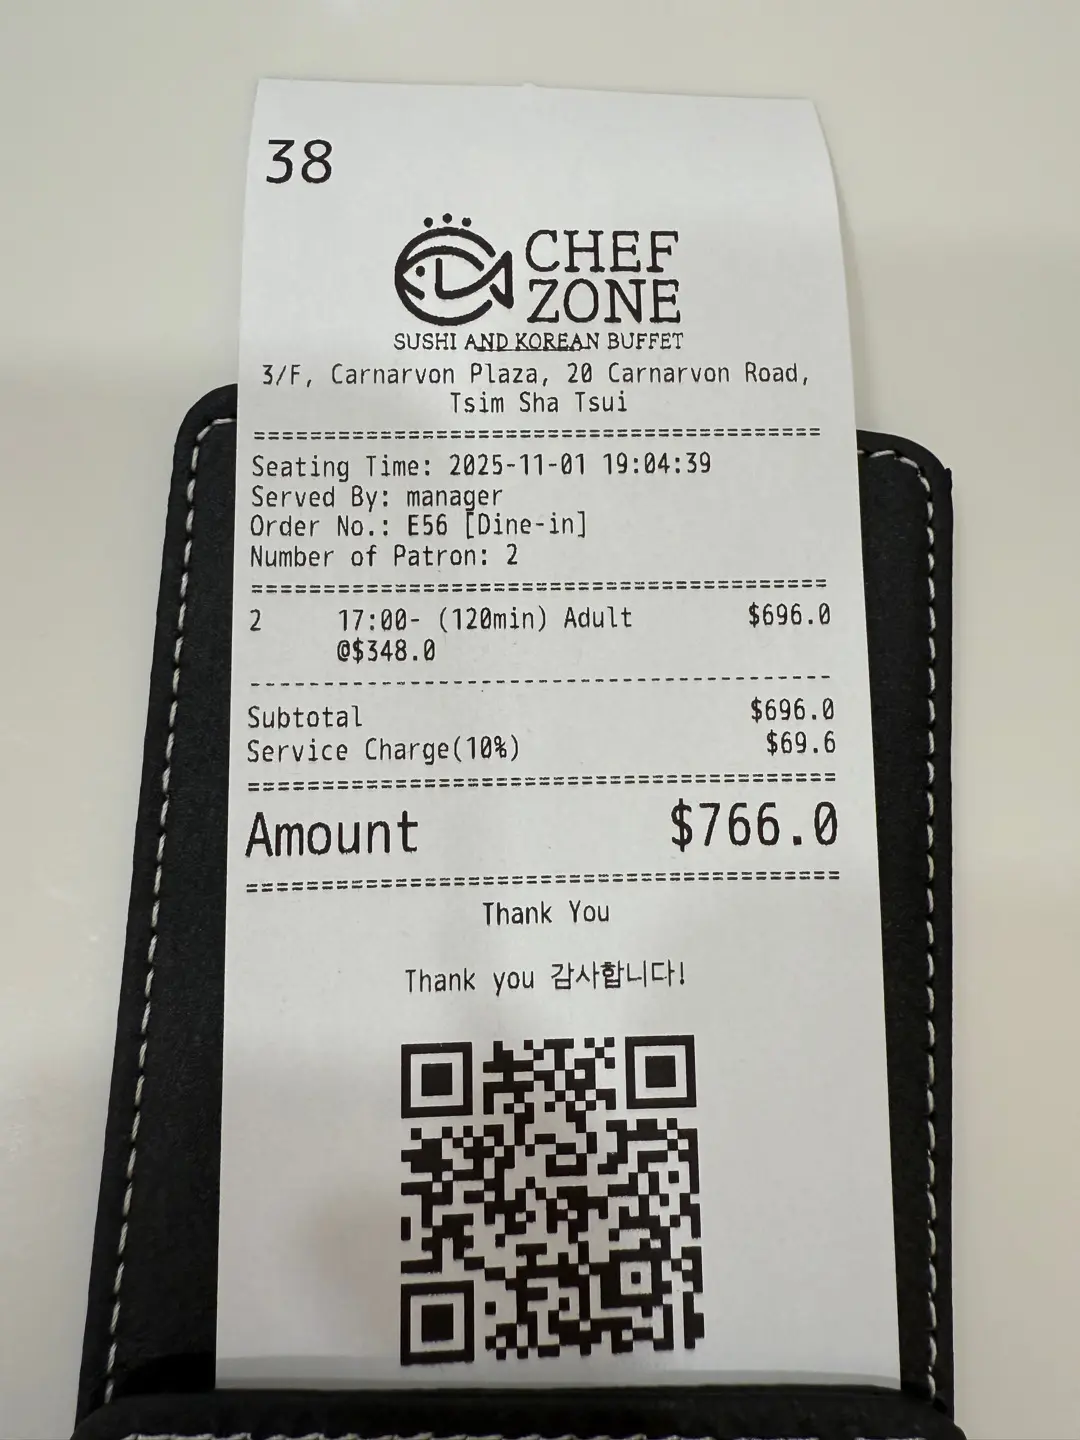 38
CHEF
ZONE
SUSHI AND KOREAN BUFFET
3/F, Carnarvon Plaza, 20 Carnarvon Road,
Tsim Sha Tsui
========================================
Seating Time: 2025-11-01 19:04:39
Served By: manager
Order No.: E56 [Dine-in]
Number of Patron: 2
========================================
2 17:00- (120min) Adult $696.0
@$348.0
----------------------------------------
Subtotal $696.0
Service Charge(10%) $69.6
========================================
Amount $766.0
========================================
Thank You
Thank you 감사합니다!